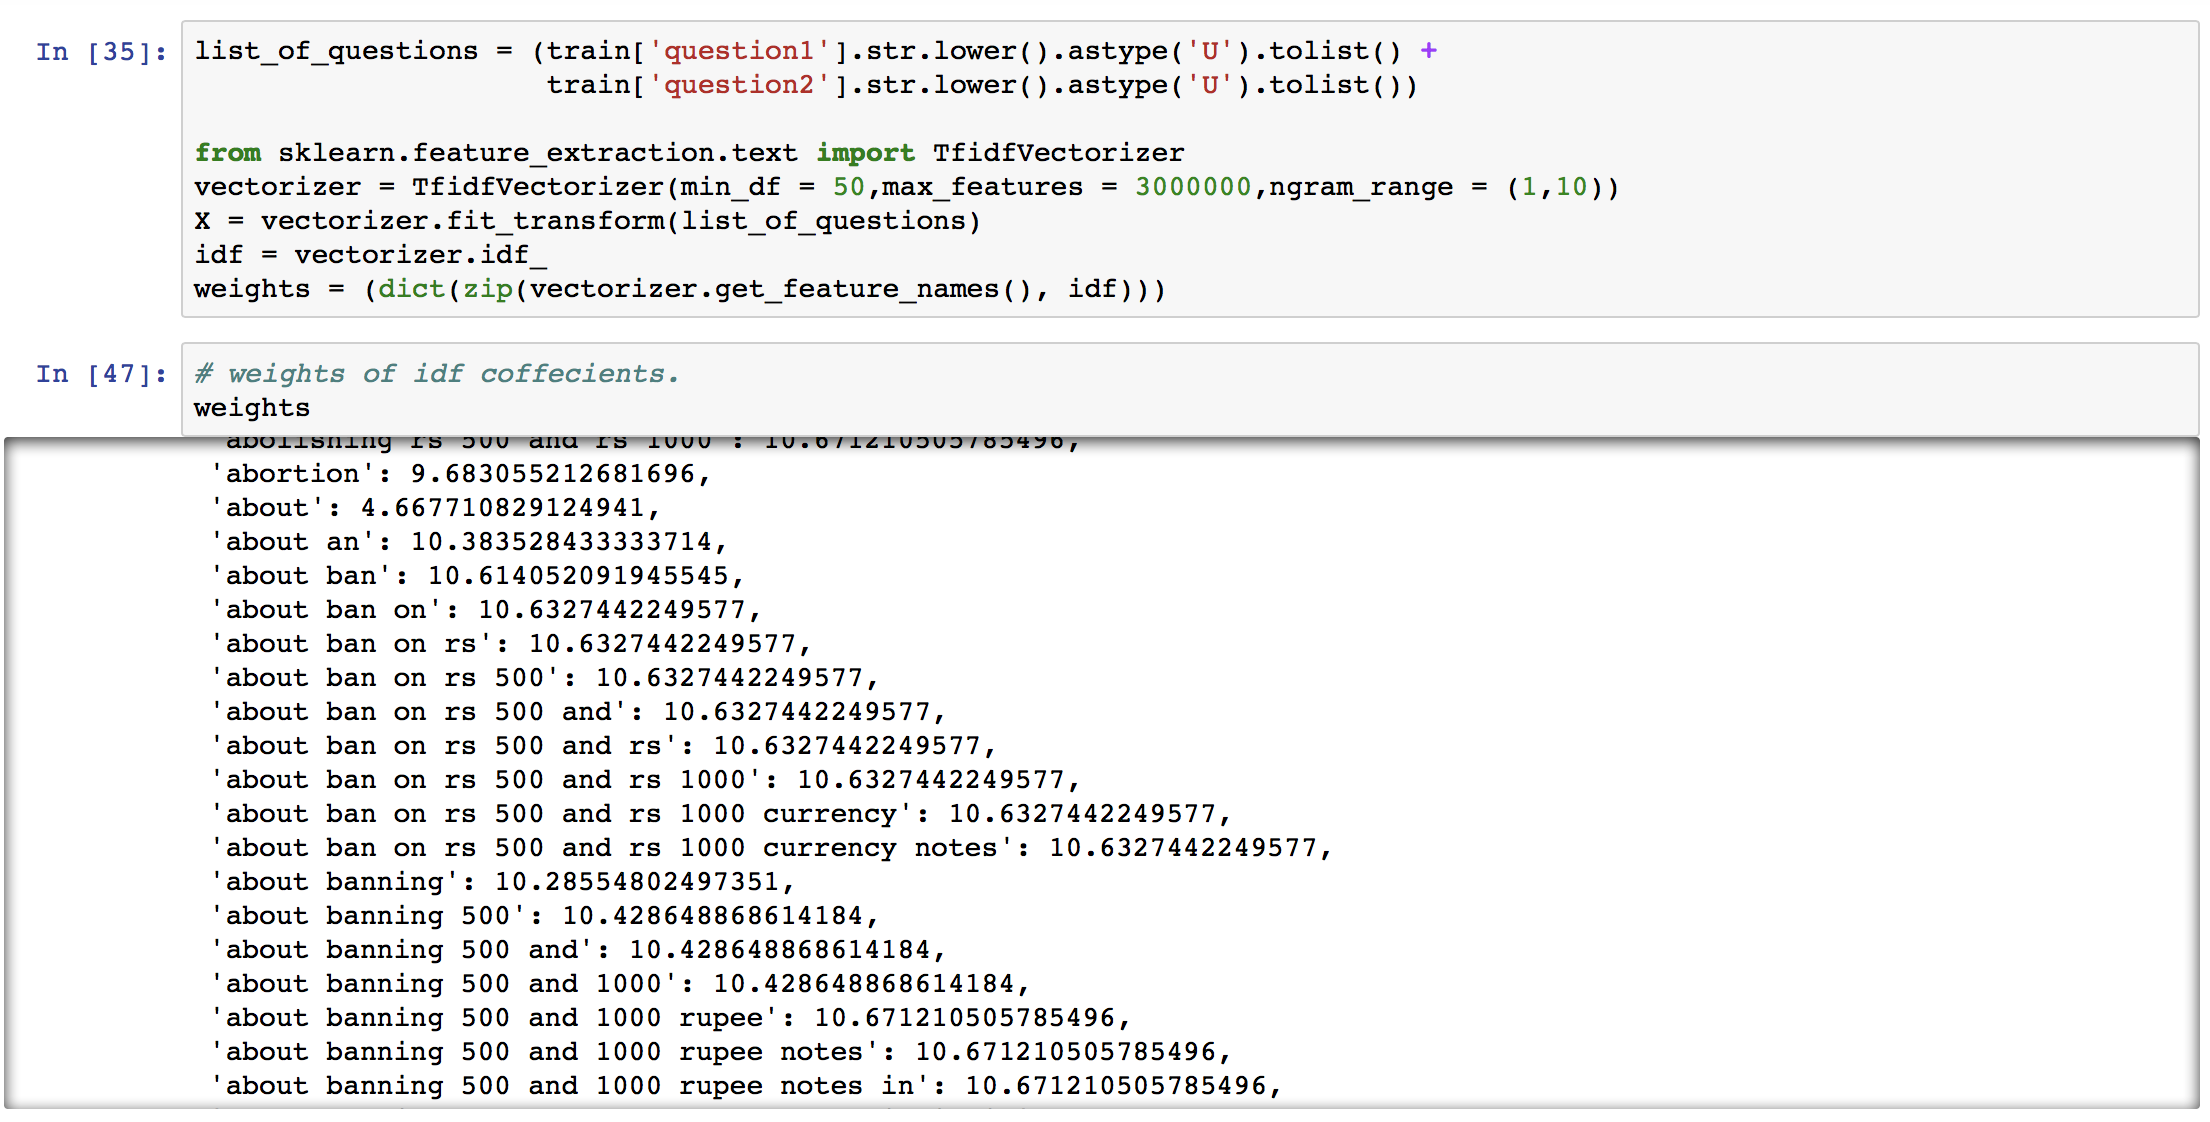 In [35]: list_of_questions = (train['question1'].str.lower().astype('U').tolist() +
train['question2'].str.lower().astype('U').tolist())
from sklearn.feature_extraction.text import TfidfVectorizer
vectorizer = TfidfVectorizer(min_df = 50,max_features = 3000000,ngram_range = (1,10))
X = vectorizer.fit_transform(list_of_questions)
idf = vectorizer.idf_
weights = (dict(zip(vectorizer.get_feature_names(), idf)))
In [47]: # weights of idf coffecients.
weights
abolishing rs 500 and rs 1000 : 10.671210505785496,
'abortion': 9.683055212681696,
'about': 4.667710829124941,
'about an': 10.383528433333714,
'about ban': 10.614052091945545,
'about ban on': 10.6327442249577,
'about ban on rs': 10.6327442249577,
'about ban on rs 500': 10.6327442249577,
'about ban on rs 500 and': 10.6327442249577,
'about ban on rs 500 and rs': 10.6327442249577,
'about ban on rs 500 and rs 1000': 10.6327442249577,
'about ban on rs 500 and rs 1000 currency': 10.6327442249577,
'about ban on rs 500 and rs 1000 currency notes': 10.6327442249577,
'about banning': 10.28554802497351,
'about banning 500': 10.428648868614184,
'about banning 500 and': 10.428648868614184,
'about banning 500 and 1000': 10.428648868614184,
'about banning 500 and 1000 rupee': 10.671210505785496,
'about banning 500 and 1000 rupee notes': 10.671210505785496,
'about banning 500 and 1000 rupee notes in': 10.671210505785496,